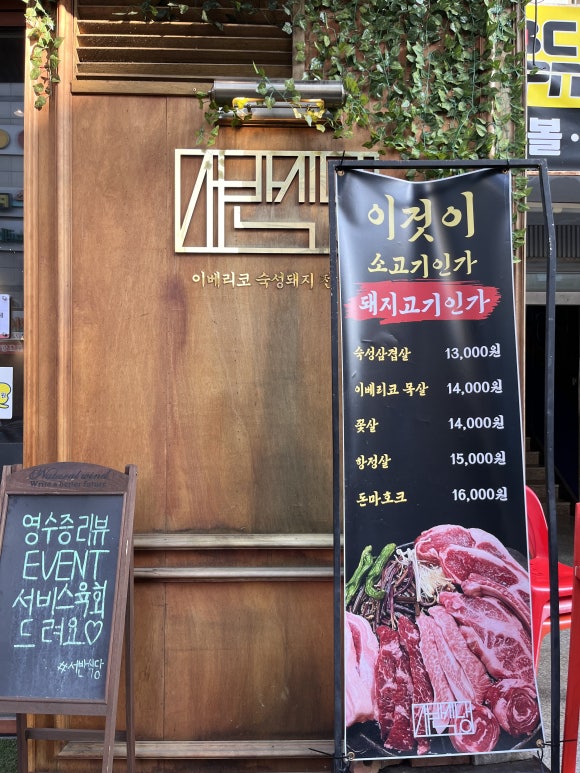 이베리코 숙성돼지
이것이
소고기인가
돼지고기인가
숙성삼겹살 13,000원
이베리코 목살 14,000원
꽃살 14,000원
항정살 15,000원
돈마호크 16,000원
서반식당
Natural wind
Write a better future
영수증리뷰
EVENT
서비스육회
드려요♡
#서반식당
볼·